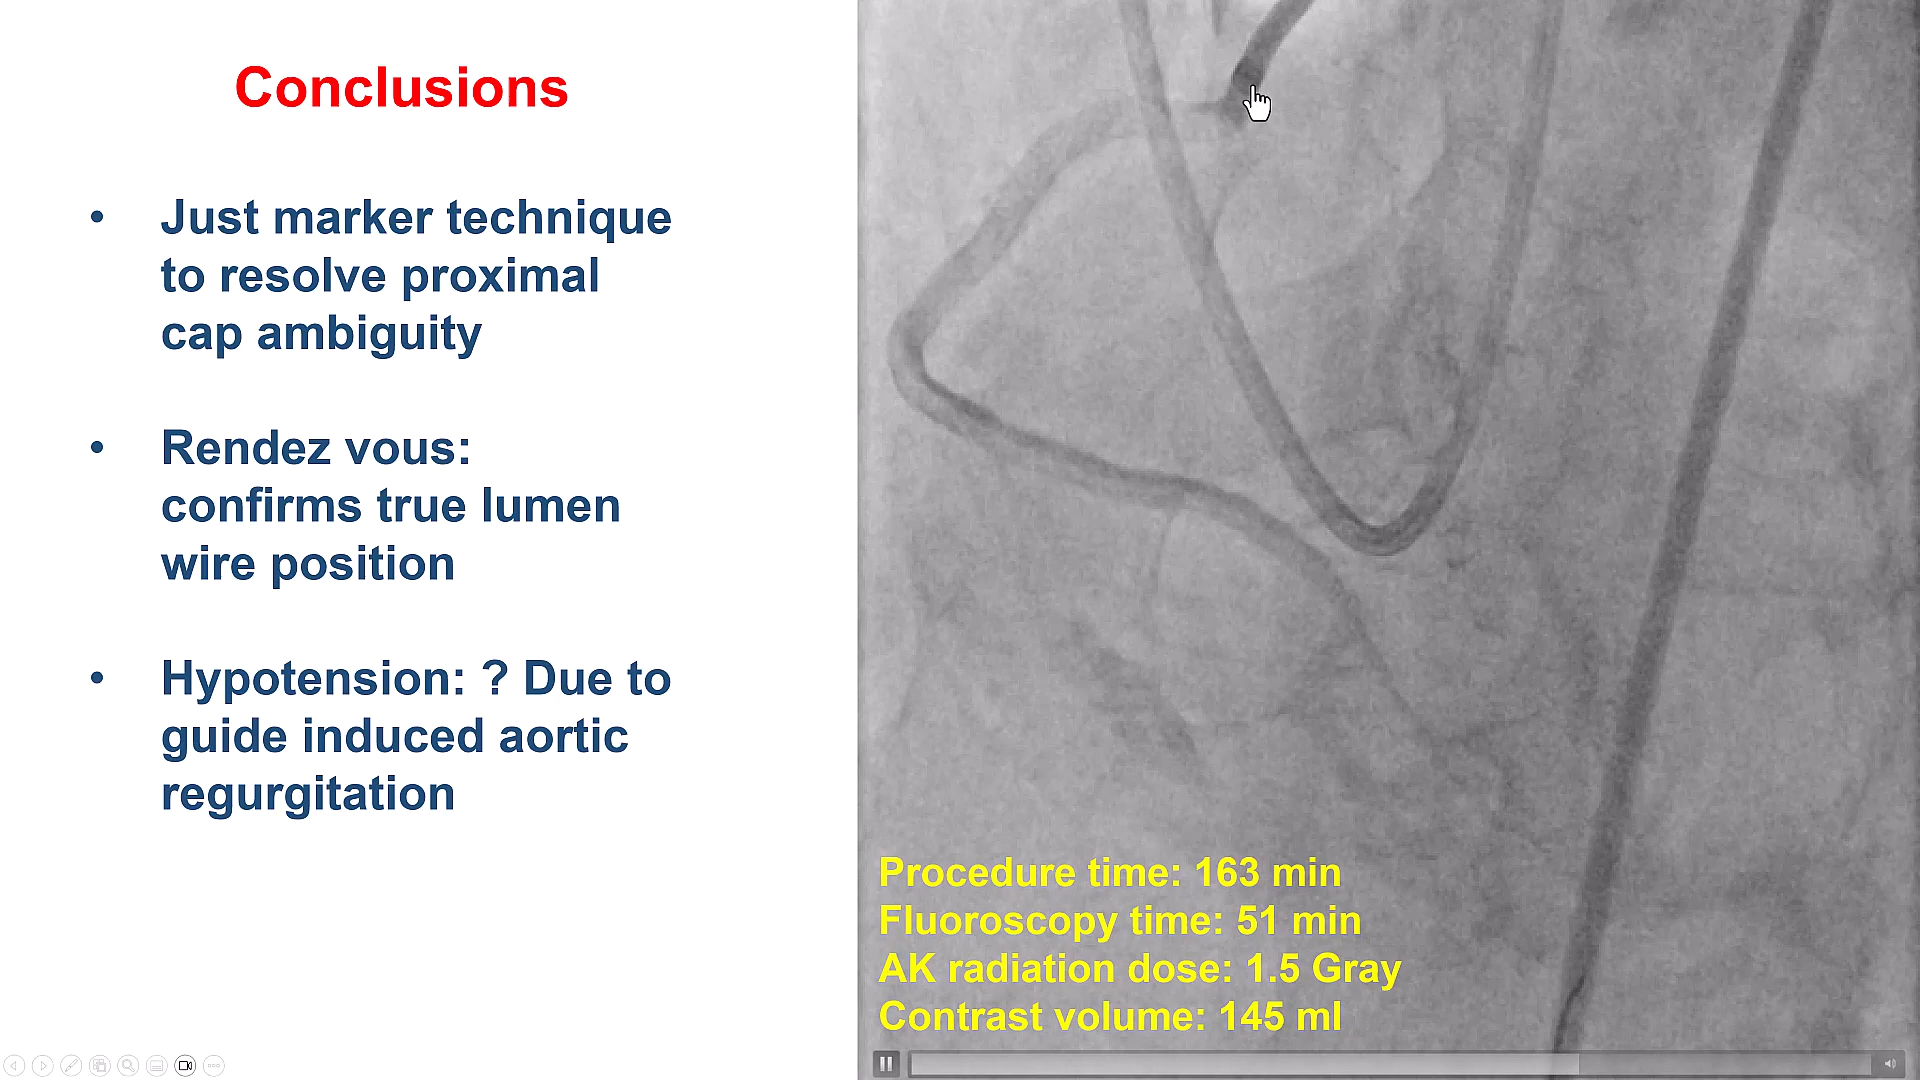 Conclusions
• Just marker technique
to resolve proximal
cap ambiguity
• Rendez vous:
confirms true lumen
wire position
• Hypotension: ? Due to
guide induced aortic
regurgitation
Procedure time: 163 min
Fluoroscopy time: 51 min
AK radiation dose: 1.5 Gray
Contrast volume: 145 ml